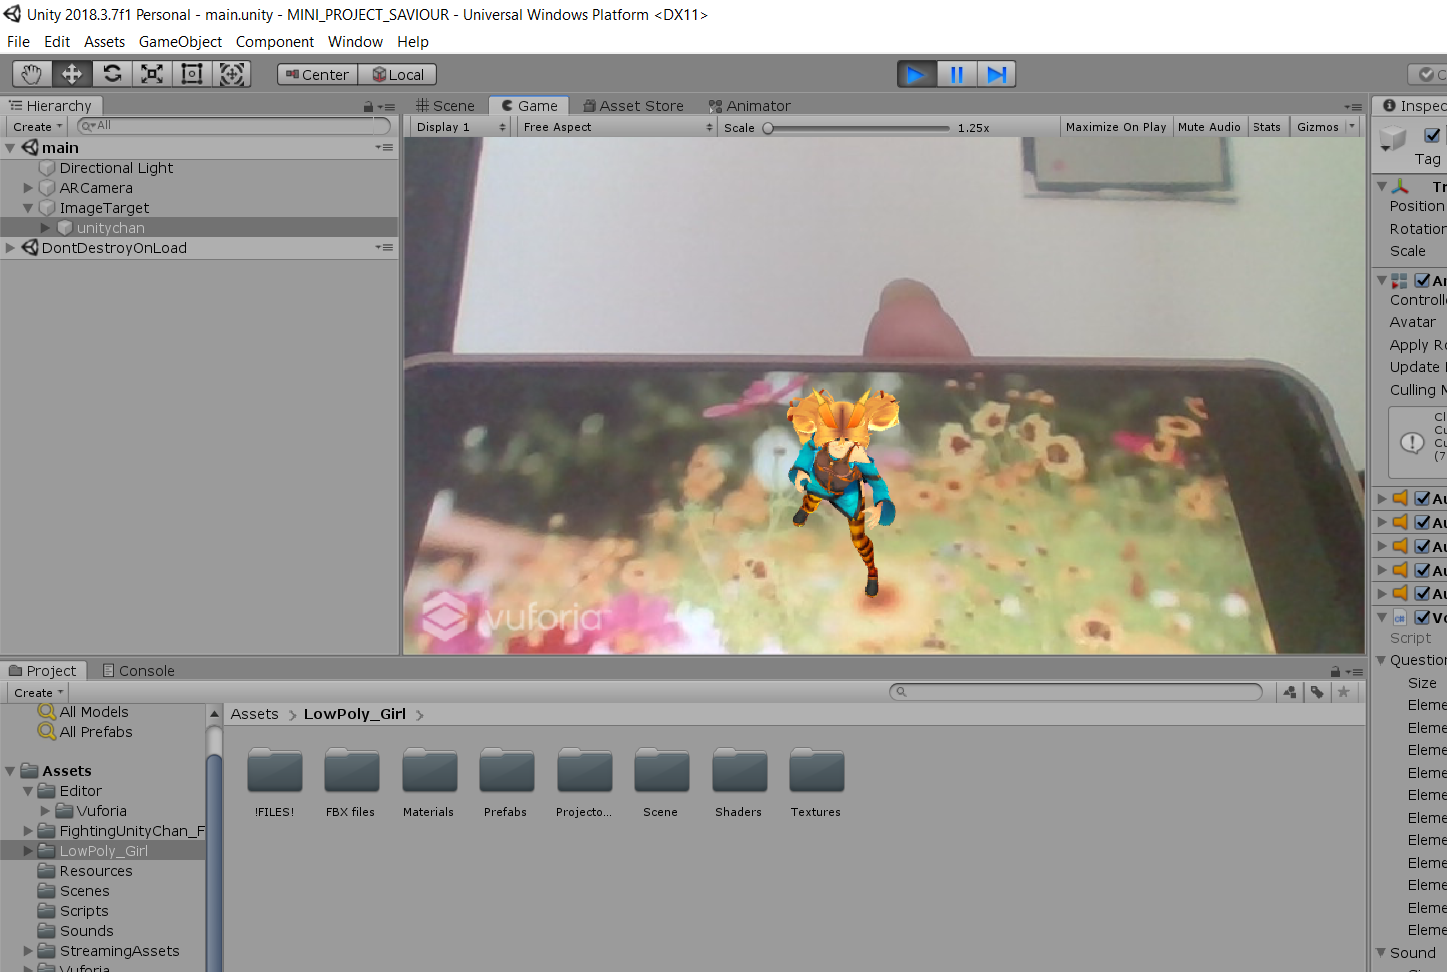 Unity 2018.3.7f1 Personal - main.unity - MINI_PROJECT_SAVIOUR - Universal Windows Platform <DX11>
File Edit Assets GameObject Component Window Help
Center Local
Hierarchy
Create All
main
Directional Light
ARCamera
ImageTarget
unitychan
DontDestroyOnLoad
Scene Game Asset Store Animator
Display 1 Free Aspect Scale 1.25x Maximize On Play Mute Audio Stats Gizmos
vuforia
Inspec
Tag
Tr
Position
Rotation
Scale
Controlle
Avatar
Apply Ro
Update
Culling M
Cl
Cu
Cu
(7
Au
Au
Au
Au
Au
Vo
Script
Question
Size
Eleme
Eleme
Eleme
Eleme
Eleme
Eleme
Eleme
Eleme
Eleme
Eleme
Eleme
Sound
Project Console
Create
All Models
All Prefabs
Assets
Editor
Vuforia
FightingUnityChan_F
LowPoly_Girl
Resources
Scenes
Scripts
Sounds
StreamingAssets
Vuforia
Assets LowPoly_Girl
!FILES! FBX files Materials Prefabs Projecto... Scene Shaders Textures